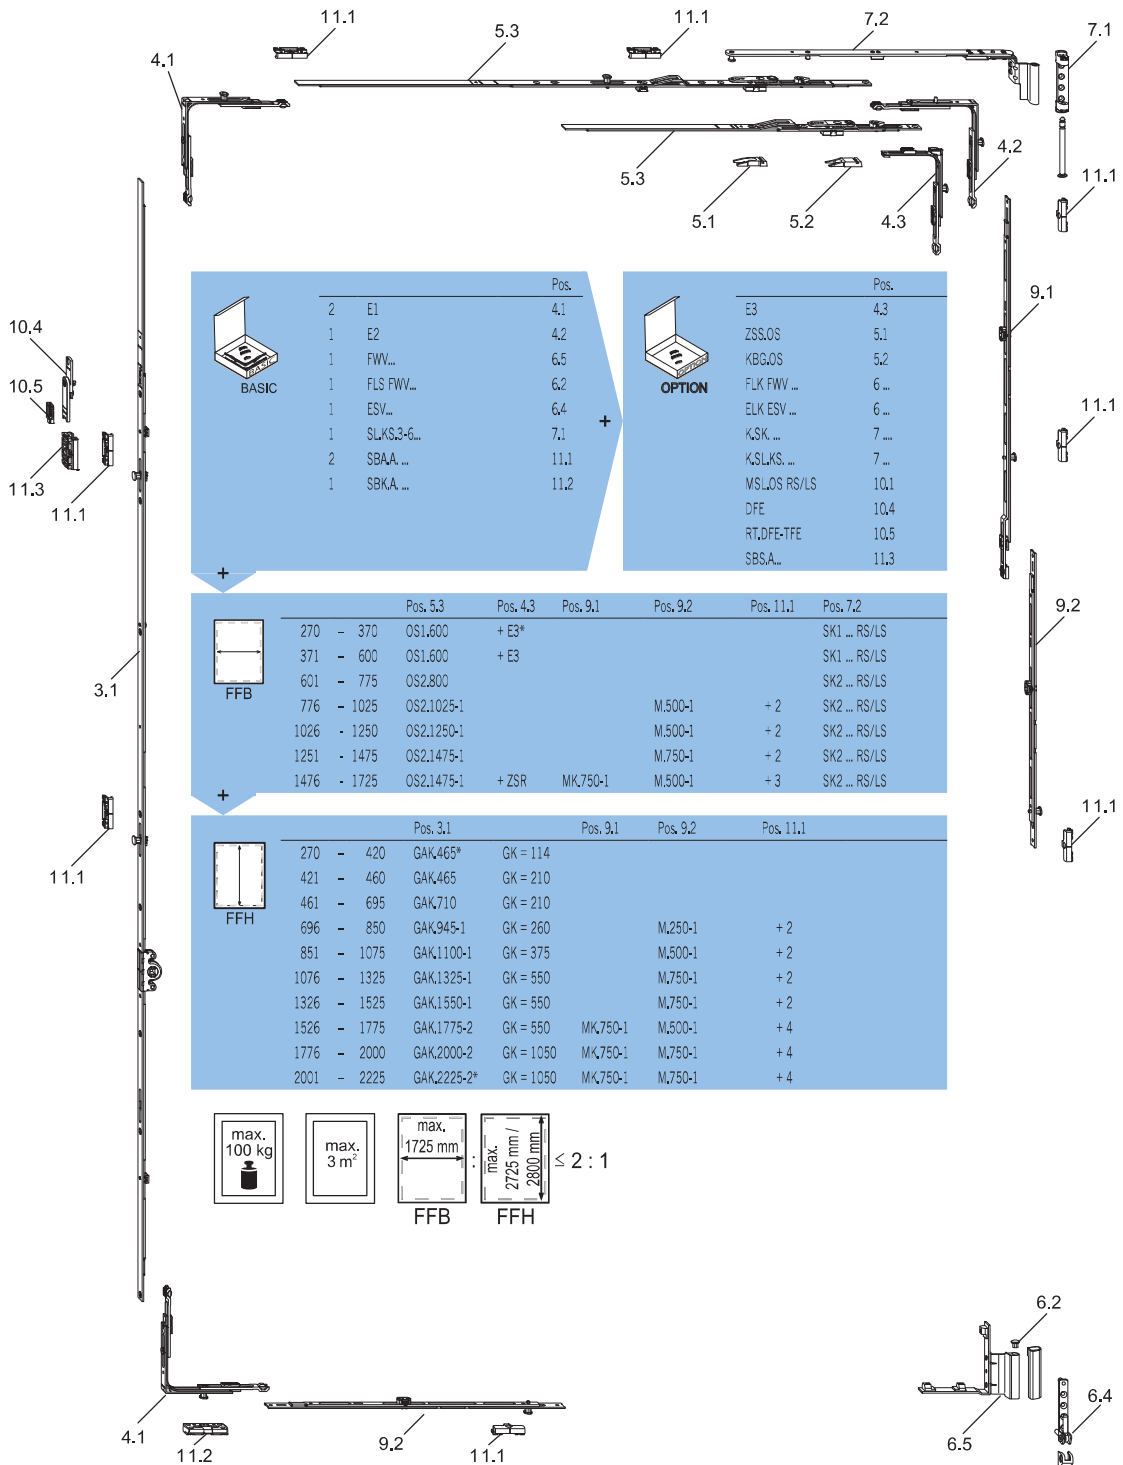 11.1
11.1
7.2
7.1
5.3
4.1
5.3
5.1
5.2
4.3
4.2
11.1
Pos.
2 E1 4.1
1 E2 4.2
1 FWV... 6.5
1 FLS FWV... 6.2
1 ESV... 6.4
1 SL.KS.3-6... 7.1
2 SBA.A. ... 11.1
1 SBK.A. ... 11.2
BASIC
BASIC
+
Pos.
E3 4.3
ZSS.OS 5.1
KBG.OS 5.2
FLK FWV ... 6 ...
ELK ESV ... 6 ...
K.SK. ... 7 ....
K.SL.KS. ... 7 ...
MSL.OS RS/LS 10.1
DFE 10.4
RT.DFE-TFE 10.5
SBS.A... 11.3
OPTION
OPTION
9.1
10.4
10.5
11.3
11.1
11.1
+
Pos. 5.3 Pos. 4.3 Pos. 9.1 Pos. 9.2 Pos. 11.1 Pos. 7.2
270 – 370 OS1.600 + E3* SK1 ... RS/LS
371 – 600 OS1.600 + E3 SK1 ... RS/LS
601 – 775 OS2.800 SK2 ... RS/LS
776 – 1025 OS2.1025-1 M.500-1 + 2 SK2 ... RS/LS
1026 - 1250 OS2.1250-1 M.500-1 + 2 SK2 ... RS/LS
1251 - 1475 OS2.1475-1 M.750-1 + 2 SK2 ... RS/LS
1476 - 1725 OS2.1475-1 + ZSR MK.750-1 M.500-1 + 3 SK2 ... RS/LS
FFB
3.1
9.2
+
Pos. 3.1 Pos. 9.1 Pos. 9.2 Pos. 11.1
270 – 420 GAK.465* GK = 114
421 – 460 GAK.465 GK = 210
461 – 695 GAK.710 GK = 210
696 – 850 GAK.945-1 GK = 260 M.250-1 + 2
851 – 1075 GAK.1100-1 GK = 375 M.500-1 + 2
1076 – 1325 GAK.1325-1 GK = 550 M.750-1 + 2
1326 – 1525 GAK.1550-1 GK = 550 M.750-1 + 2
1526 – 1775 GAK.1775-2 GK = 550 MK.750-1 M.500-1 + 4
1776 – 2000 GAK.2000-2 GK = 1050 MK.750-1 M.750-1 + 4
2001 – 2225 GAK.2225-2* GK = 1050 MK.750-1 M.750-1 + 4
FFH
11.1
11.1
max.
100 kg
max.
3 m²
max.
1725 mm
FFB
:
max.
2725 mm /
2800 mm
FFH
≤ 2 : 1
4.1
11.2
9.2
11.1
6.2
6.5
6.4